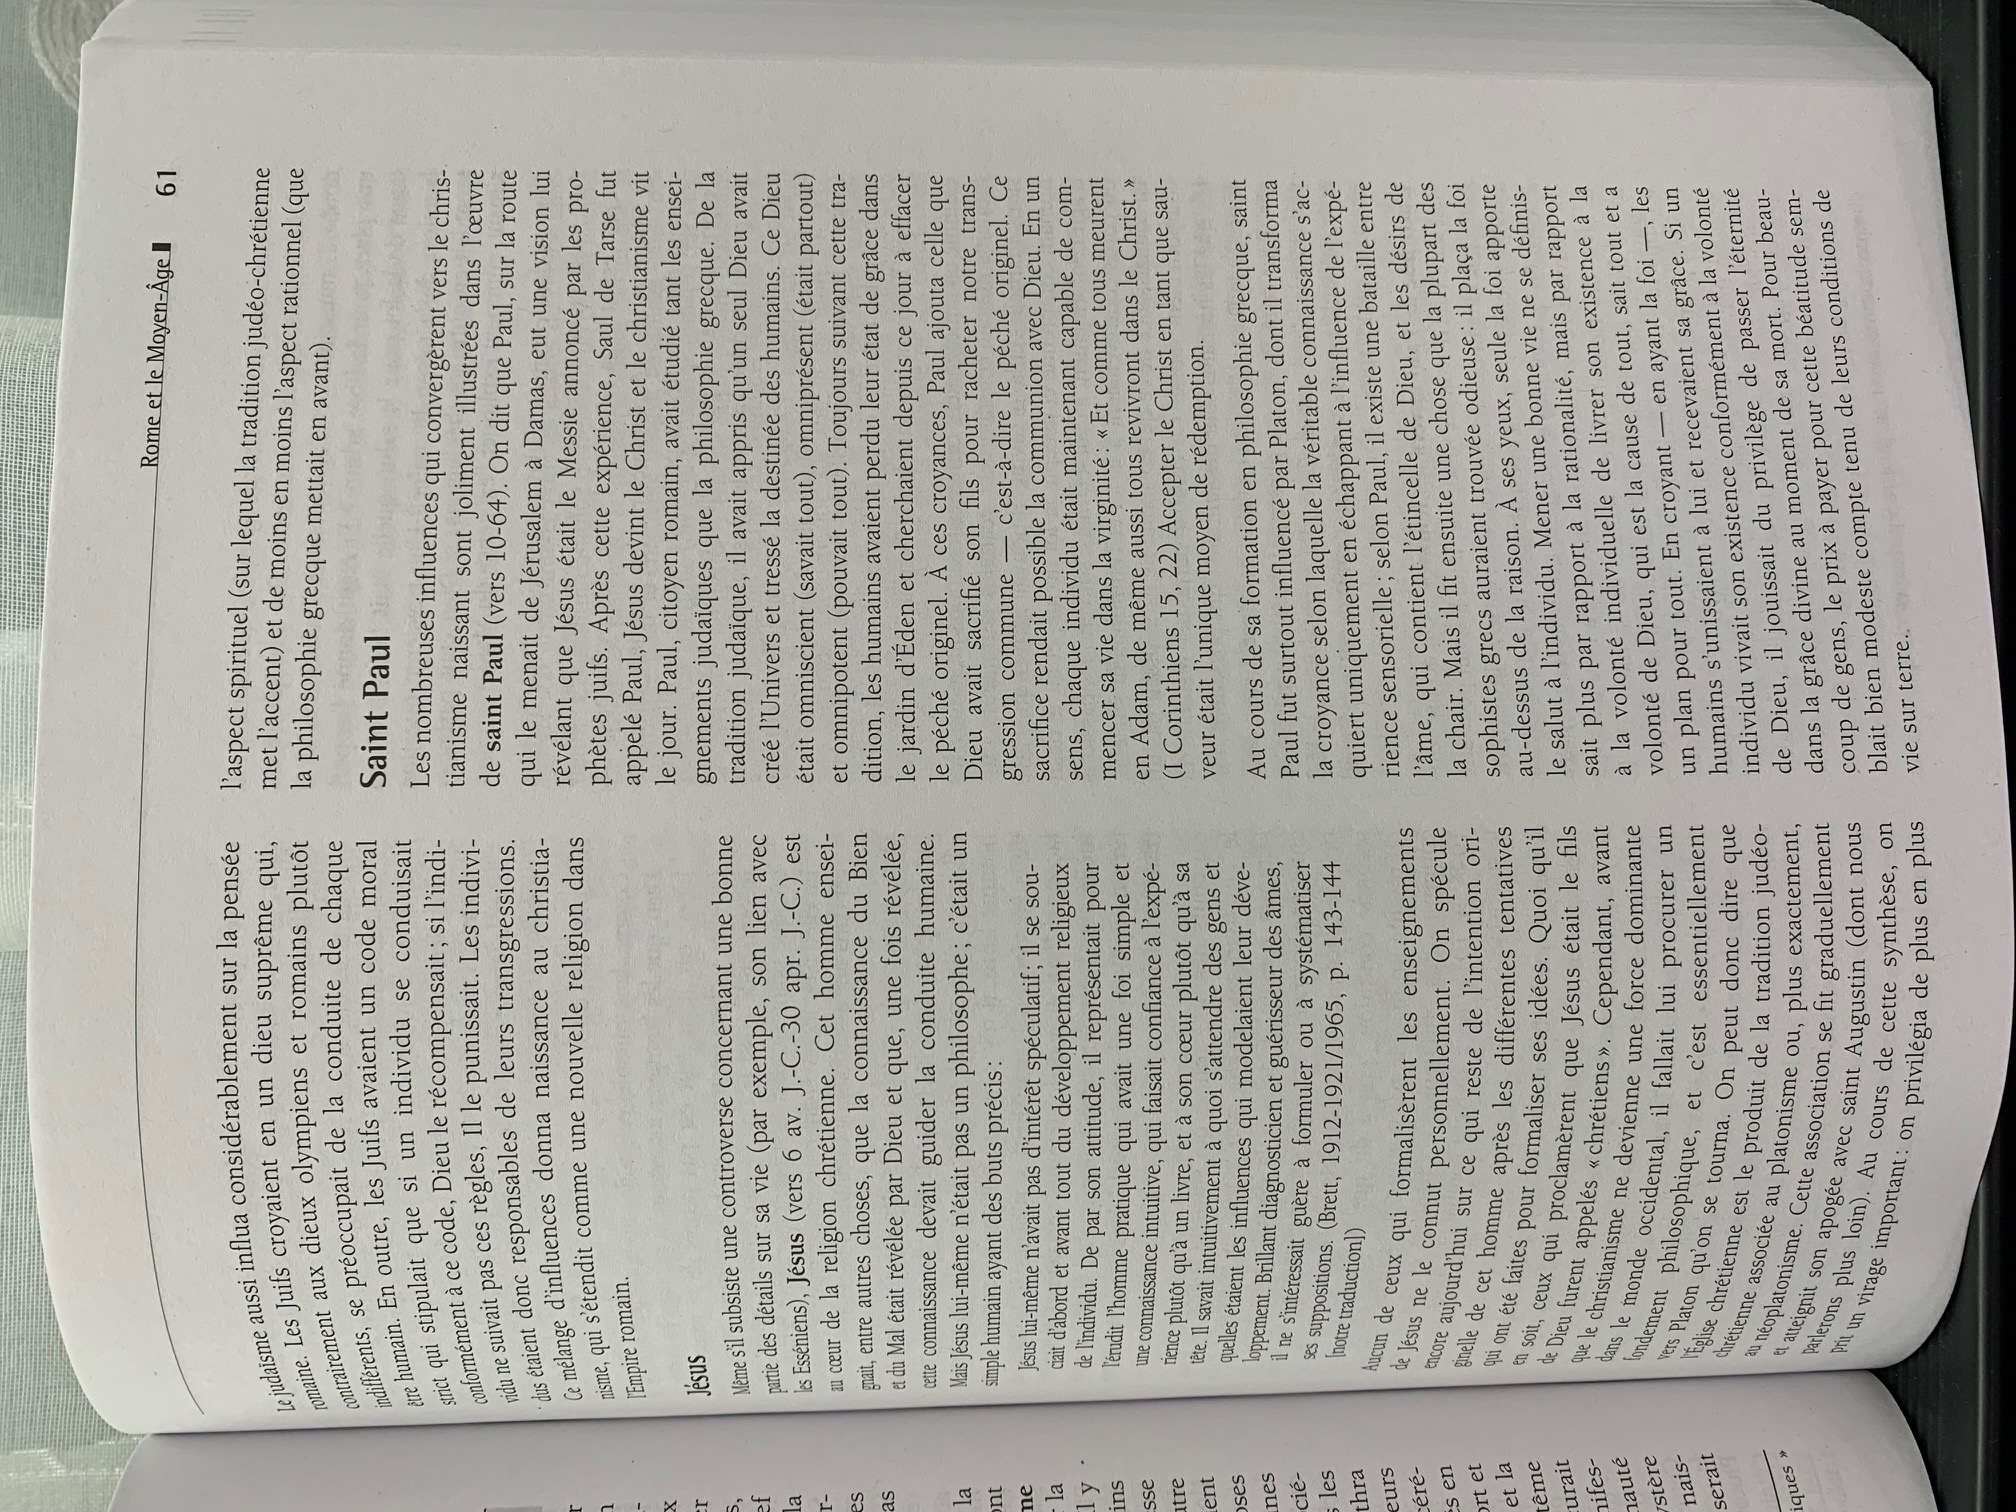 Rome et le Moyen-Âge 61
Le judaïsme aussi influa considérablement sur la pensée
romaine. Les Juifs croyaient en un dieu suprême qui,
contrairement aux dieux olympiens et romains plutôt
indifférents, se préoccupait de la conduite de chaque
être humain. En outre, les Juifs avaient un code moral
strict qui stipulait que si un individu se conduisait
conformément à ce code, Dieu le récompensait ; si l'indi-
vidu ne suivait pas ces règles, Il le punissait. Les indivi-
dus étaient donc responsables de leurs transgressions.
Ce mélange d'influences donna naissance au christia-
nisme, qui s'étendit comme une nouvelle religion dans
l'Empire romain.
Jésus
Même s'il subsiste une controverse concernant une bonne
partie des détails sur sa vie (par exemple, son lien avec
les Esséniens), Jésus (vers 6 av. J.-C.-30 apr. J.-C.) est
au cœur de la religion chrétienne. Cet homme ensei-
gnait, entre autres choses, que la connaissance du Bien
et du Mal était révélée par Dieu et que, une fois révélée,
cette connaissance devait guider la conduite humaine.
Mais Jésus lui-même n'était pas un philosophe ; c'était un
simple humain ayant des buts précis :
Jésus lui-même n'avait pas d'intérêt spéculatif ; il se sou-
ciait d'abord et avant tout du développement religieux
de l'individu. De par son attitude, il représentait pour
l'érudit l'homme pratique qui avait une foi simple et
une connaissance intuitive, qui faisait confiance à l'expé-
rience plutôt qu'à un livre, et à son cœur plutôt qu'à sa
tête. Il savait intuitivement à quoi s'attendre des gens et
quelles étaient les influences qui modelaient leur déve-
loppement. Brillant diagnosticien et guérisseur des âmes,
il ne s'intéressait guère à formuler ou à systématiser
ses suppositions. (Brett, 1912-1921/1965, p. 143-144
[notre traduction])
Aucun de ceux qui formalisèrent les enseignements
de Jésus ne le connut personnellement. On spécule
encore aujourd'hui sur ce qui reste de l'intention ori-
ginelle de cet homme après les différentes tentatives
qui ont été faites pour formaliser ses idées. Quoi qu'il
en soit, ceux qui proclamèrent que Jésus était le fils
de Dieu furent appelés « chrétiens ». Cependant, avant
que le christianisme ne devienne une force dominante
dans le monde occidental, il fallait lui procurer un
fondement philosophique, et c'est essentiellement
vers Platon qu'on se tourna. On peut donc dire que
l'Église chrétienne est le produit de la tradition judéo-
chrétienne associée au platonisme ou, plus exactement,
au néoplatonisme. Cette association se fit graduellement
et atteignit son apogée avec saint Augustin (dont nous
parlerons plus loin). Au cours de cette synthèse, on
prit un virage important : on privilégia de plus en plus
l'aspect spirituel (sur lequel la tradition judéo-chrétienne
met l'accent) et de moins en moins l'aspect rationnel (que
la philosophie grecque mettait en avant).
Saint Paul
Les nombreuses influences qui convergèrent vers le chris-
tianisme naissant sont joliment illustrées dans l'œuvre
de saint Paul (vers 10-64). On dit que Paul, sur la route
qui le menait de Jérusalem à Damas, eut une vision lui
révélant que Jésus était le Messie annoncé par les pro-
phètes juifs. Après cette expérience, Saul de Tarse fut
appelé Paul, Jésus devint le Christ et le christianisme vit
le jour. Paul, citoyen romain, avait étudié tant les ensei-
gnements judaïques que la philosophie grecque. De la
tradition judaïque, il avait appris qu'un seul Dieu avait
créé l'Univers et tressé la destinée des humains. Ce Dieu
était omniscient (savait tout), omniprésent (était partout)
et omnipotent (pouvait tout). Toujours suivant cette tra-
dition, les humains avaient perdu leur état de grâce dans
le jardin d'Éden et cherchaient depuis ce jour à effacer
le péché originel. À ces croyances, Paul ajouta celle que
Dieu avait sacrifié son fils pour racheter notre trans-
gression commune — c'est-à-dire le péché originel. Ce
sacrifice rendait possible la communion avec Dieu. En un
sens, chaque individu était maintenant capable de com-
mencer sa vie dans la virginité : « Et comme tous meurent
en Adam, de même aussi tous revivront dans le Christ. »
(I Corinthiens 15, 22) Accepter le Christ en tant que sau-
veur était l'unique moyen de rédemption.
Au cours de sa formation en philosophie grecque, saint
Paul fut surtout influencé par Platon, dont il transforma
la croyance selon laquelle la véritable connaissance s'ac-
quiert uniquement en échappant à l'influence de l'expé-
rience sensorielle ; selon Paul, il existe une bataille entre
l'âme, qui contient l'étincelle de Dieu, et les désirs de
la chair. Mais il fit ensuite une chose que la plupart des
sophistes grecs auraient trouvée odieuse : il plaça la foi
au-dessus de la raison. À ses yeux, seule la foi apporte
le salut à l'individu. Mener une bonne vie ne se définis-
sait plus par rapport à la rationalité, mais par rapport
à la volonté individuelle de livrer son existence à la
volonté de Dieu, qui est la cause de tout, sait tout et a
un plan pour tout. En croyant — en ayant la foi —, les
humains s'unissaient à lui et recevaient sa grâce. Si un
individu vivait son existence conformément à la volonté
de Dieu, il jouissait du privilège de passer l'éternité
dans la grâce divine au moment de sa mort. Pour beau-
coup de gens, le prix à payer pour cette béatitude sem-
blait bien modeste compte tenu de leurs conditions de
vie sur terre.